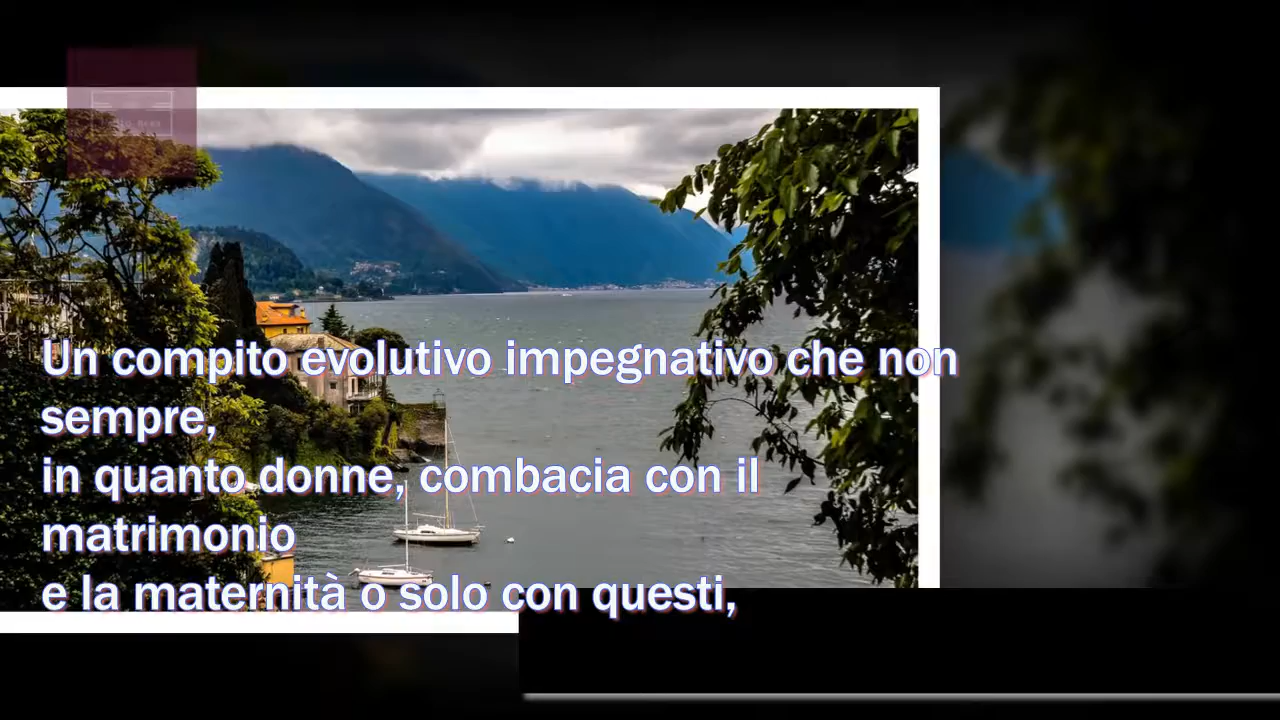 Un compito evolutivo impegnativo che non
sempre,
in quanto donne, combacia con il
matrimonio
e la maternità o solo con questi,